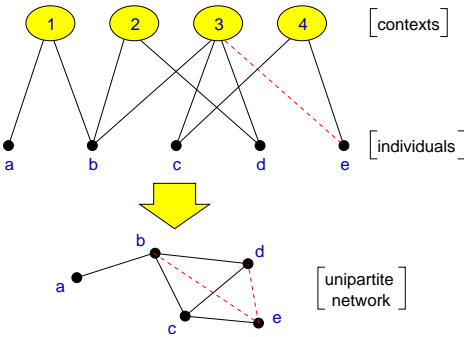 1 2 3 4 [contexts]
a b c d e [individuals]
b d
a
[unipartite
network]
c e